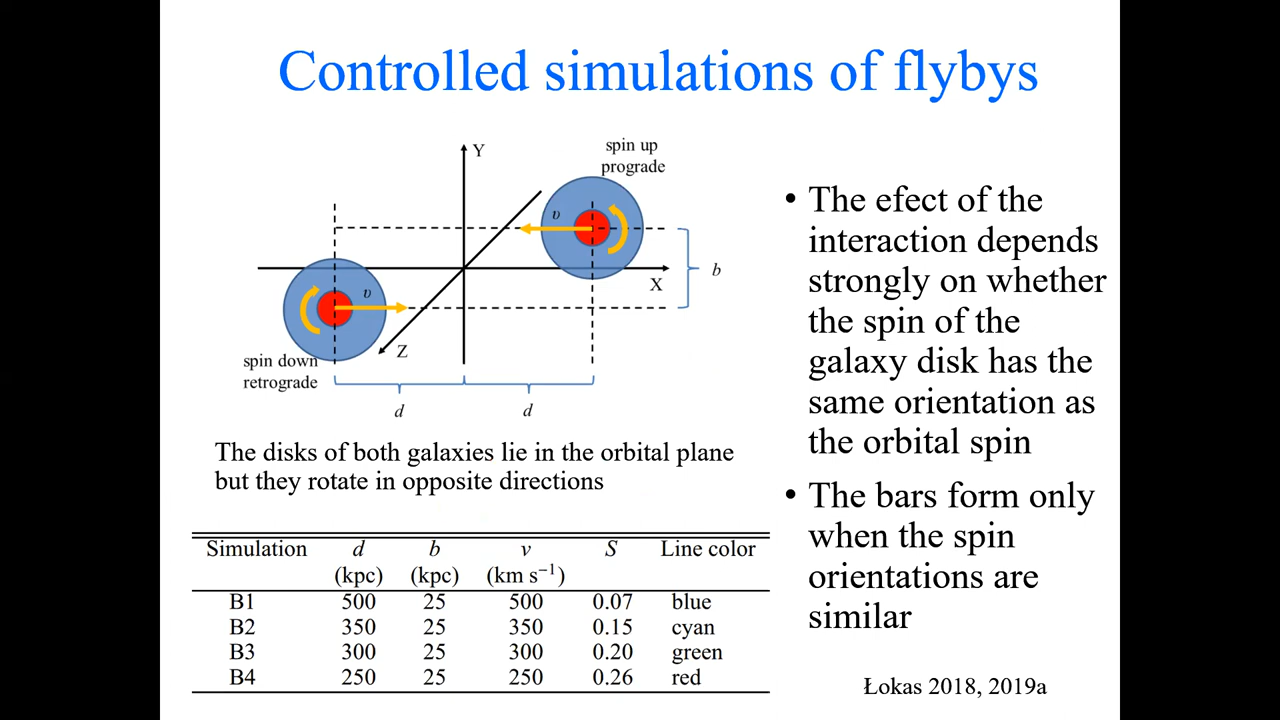 Controlled simulations of flybys
Y
spin up
prograde
υ
X
b
υ
Z
spin down
retrograde
d
d
The disks of both galaxies lie in the orbital plane
but they rotate in opposite directions
Simulation d b v S Line color
(kpc) (kpc) (km s⁻¹)
B1 500 25 500 0.07 blue
B2 350 25 350 0.15 cyan
B3 300 25 300 0.20 green
B4 250 25 250 0.26 red
• The efect of the
interaction depends
strongly on whether
the spin of the
galaxy disk has the
same orientation as
the orbital spin
• The bars form only
when the spin
orientations are
similar
Łokas 2018, 2019a